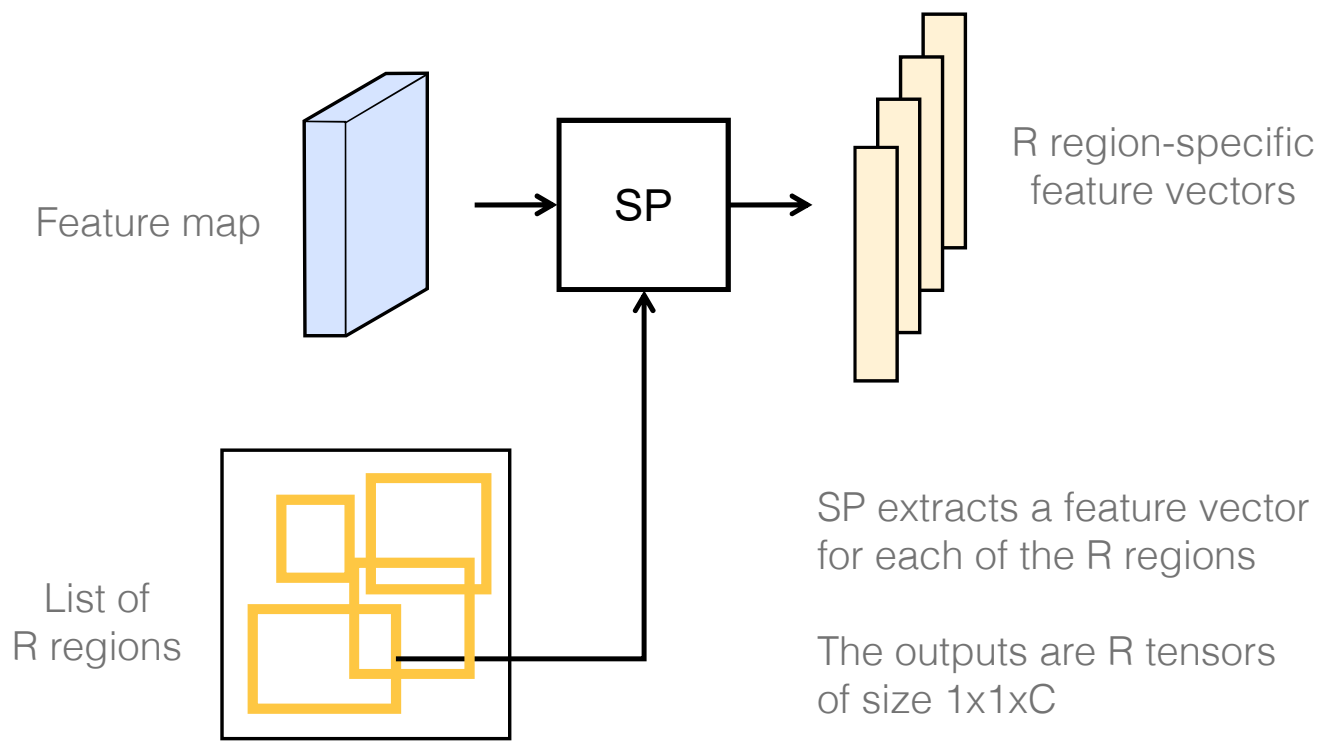 Feature map
SP
R region-specific
feature vectors
List of
R regions
SP extracts a feature vector
for each of the R regions
The outputs are R tensors
of size 1x1xC